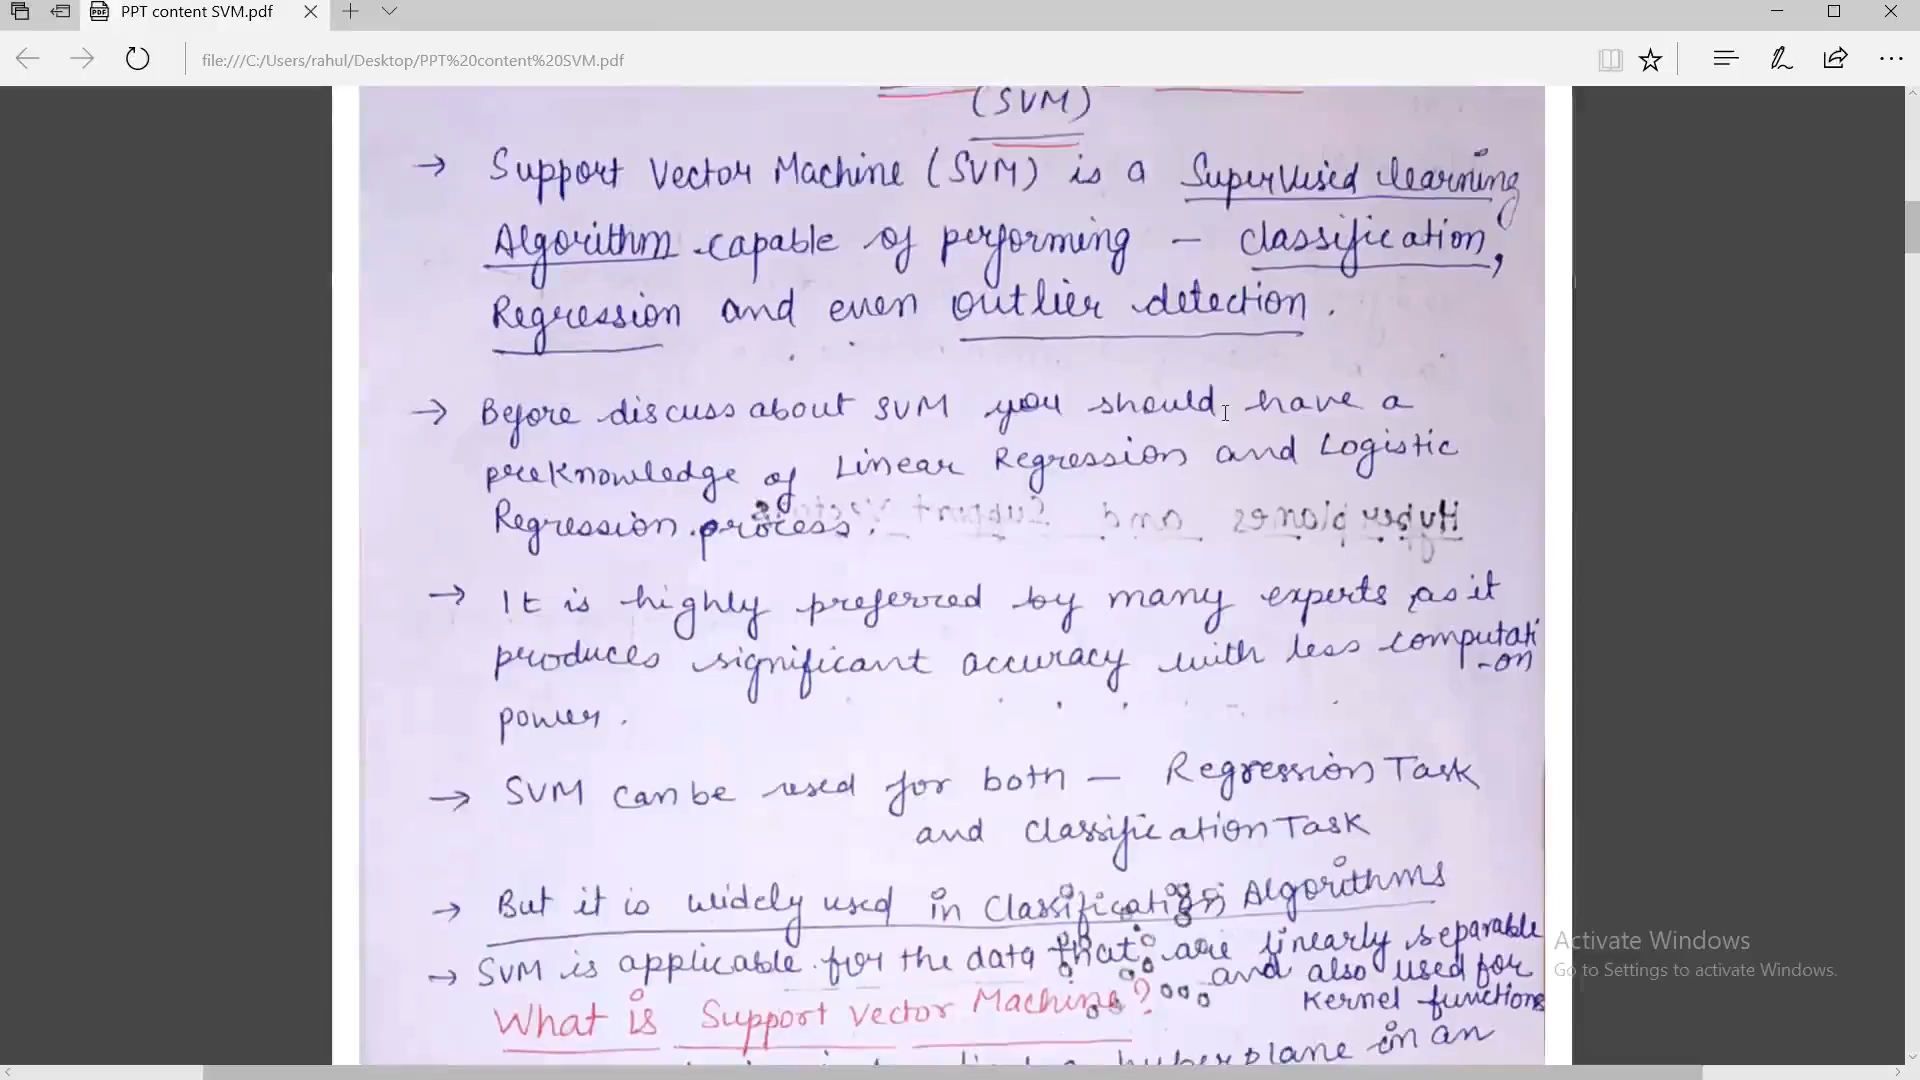 PPT content SVM.pdf
file:///C:/Users/rahul/Desktop/PPT%20content%20SVM.pdf
(SVM)
→ Support Vector Machine (SVM) is a Supervised learning
Algorithm capable of performing – classification,
Regression and even outlier detection.
→ Before discuss about SVM you should have a
preknowledge of Linear Regression and Logistic
Regression process.
→ It is highly preferred by many experts as it
produces significant accuracy with less computati
-on
power.
→ SVM can be used for both – Regression Task
and Classification Task
→ But it is widely used in Classification Algorithms
→ SVM is applicable for the data that are linearly separable
and also used for
Kernel functions
What is Support Vector Machine?
hyperplane in an
Activate Windows
Go to Settings to activate Windows.